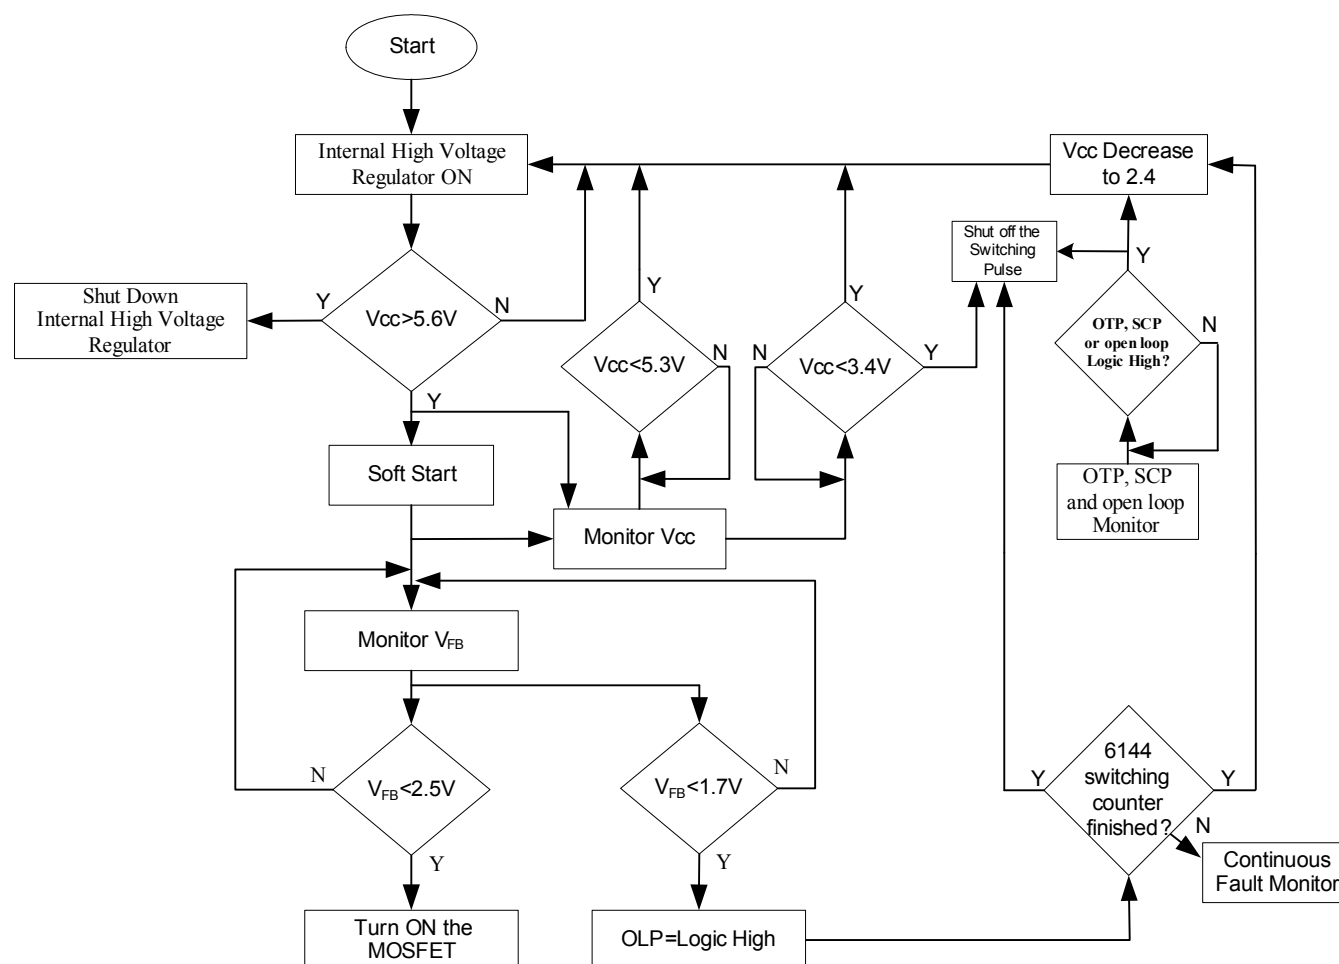 Start
Internal High Voltage
Regulator ON
Vcc Decrease
to 2.4
Shut off the
Switching
Pulse
Y
Shut Down
Internal High Voltage
Regulator
Y
Vcc>5.6V
N
Y
Vcc<5.3V
N
Y
N
Vcc<3.4V
Y
OTP, SCP
or open loop
Logic High?
N
Y
Soft Start
Monitor Vcc
OTP, SCP
and open loop
Monitor
Monitor VFB
N
VFB<2.5V
Y
VFB<1.7V
N
Y
Y
6144
switching
counter
finished?
Y
N
Continuous
Fault Monitor
Turn ON the
MOSFET
OLP=Logic High